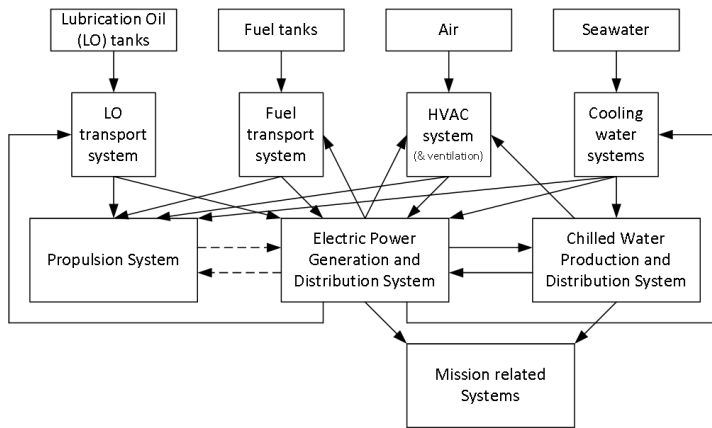 Lubrication Oil
(LO) tanks
Fuel tanks
Air
Seawater
LO
transport
system
Fuel
transport
system
HVAC
system
(& ventilation)
Cooling
water
systems
Propulsion System
Electric Power
Generation and
Distribution System
Chilled Water
Production and
Distribution System
Mission related
Systems